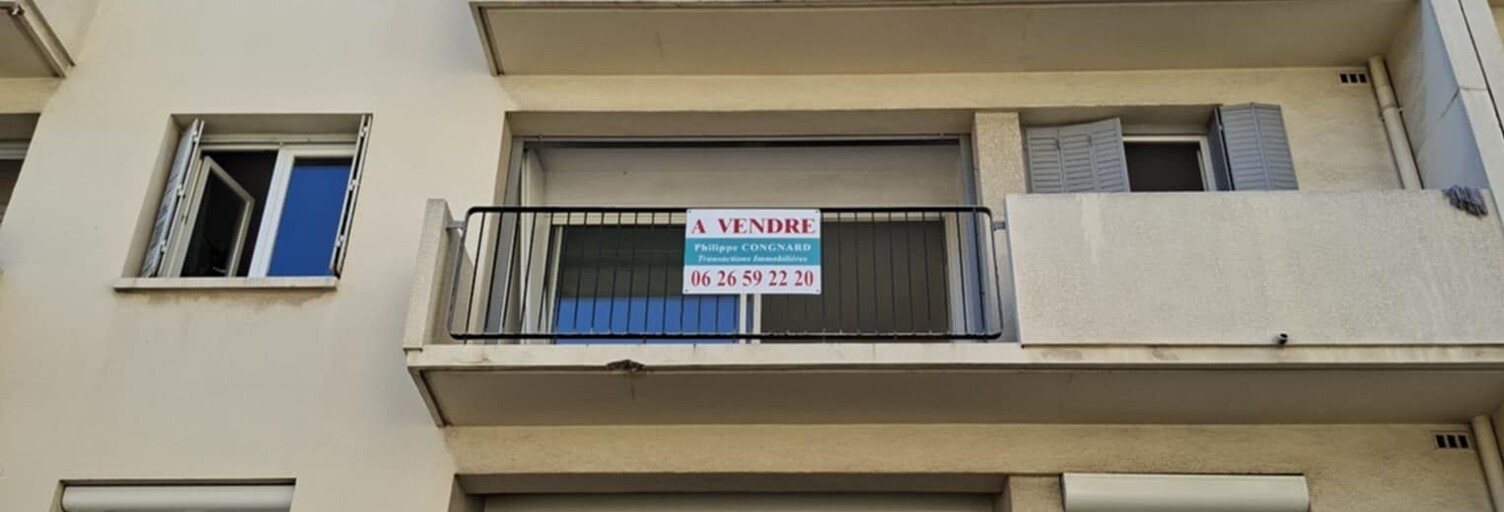 A VENDRE
Philippe CONGNARD
Transactions Immobilières
06 26 59 22 20